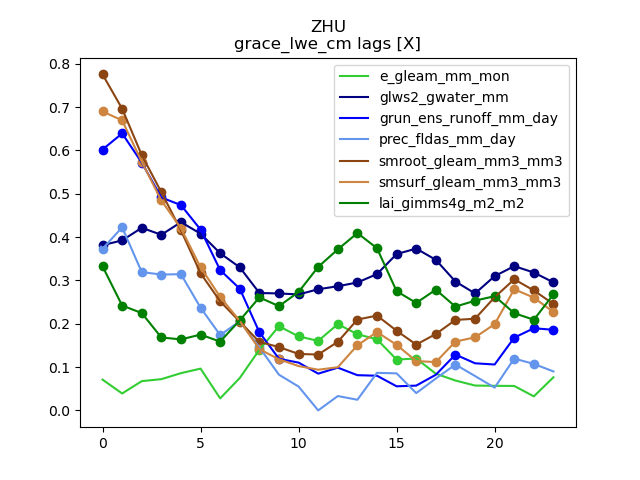 ZHU
grace_lwe_cm lags [X]
0.8
0.7
0.6
0.5
0.4
0.3
0.2
0.1
0.0
0 5 10 15 20
e_gleam_mm_mon
glws2_gwater_mm
grun_ens_runoff_mm_day
prec_fldas_mm_day
smroot_gleam_mm3_mm3
smsurf_gleam_mm3_mm3
lai_gimms4g_m2_m2